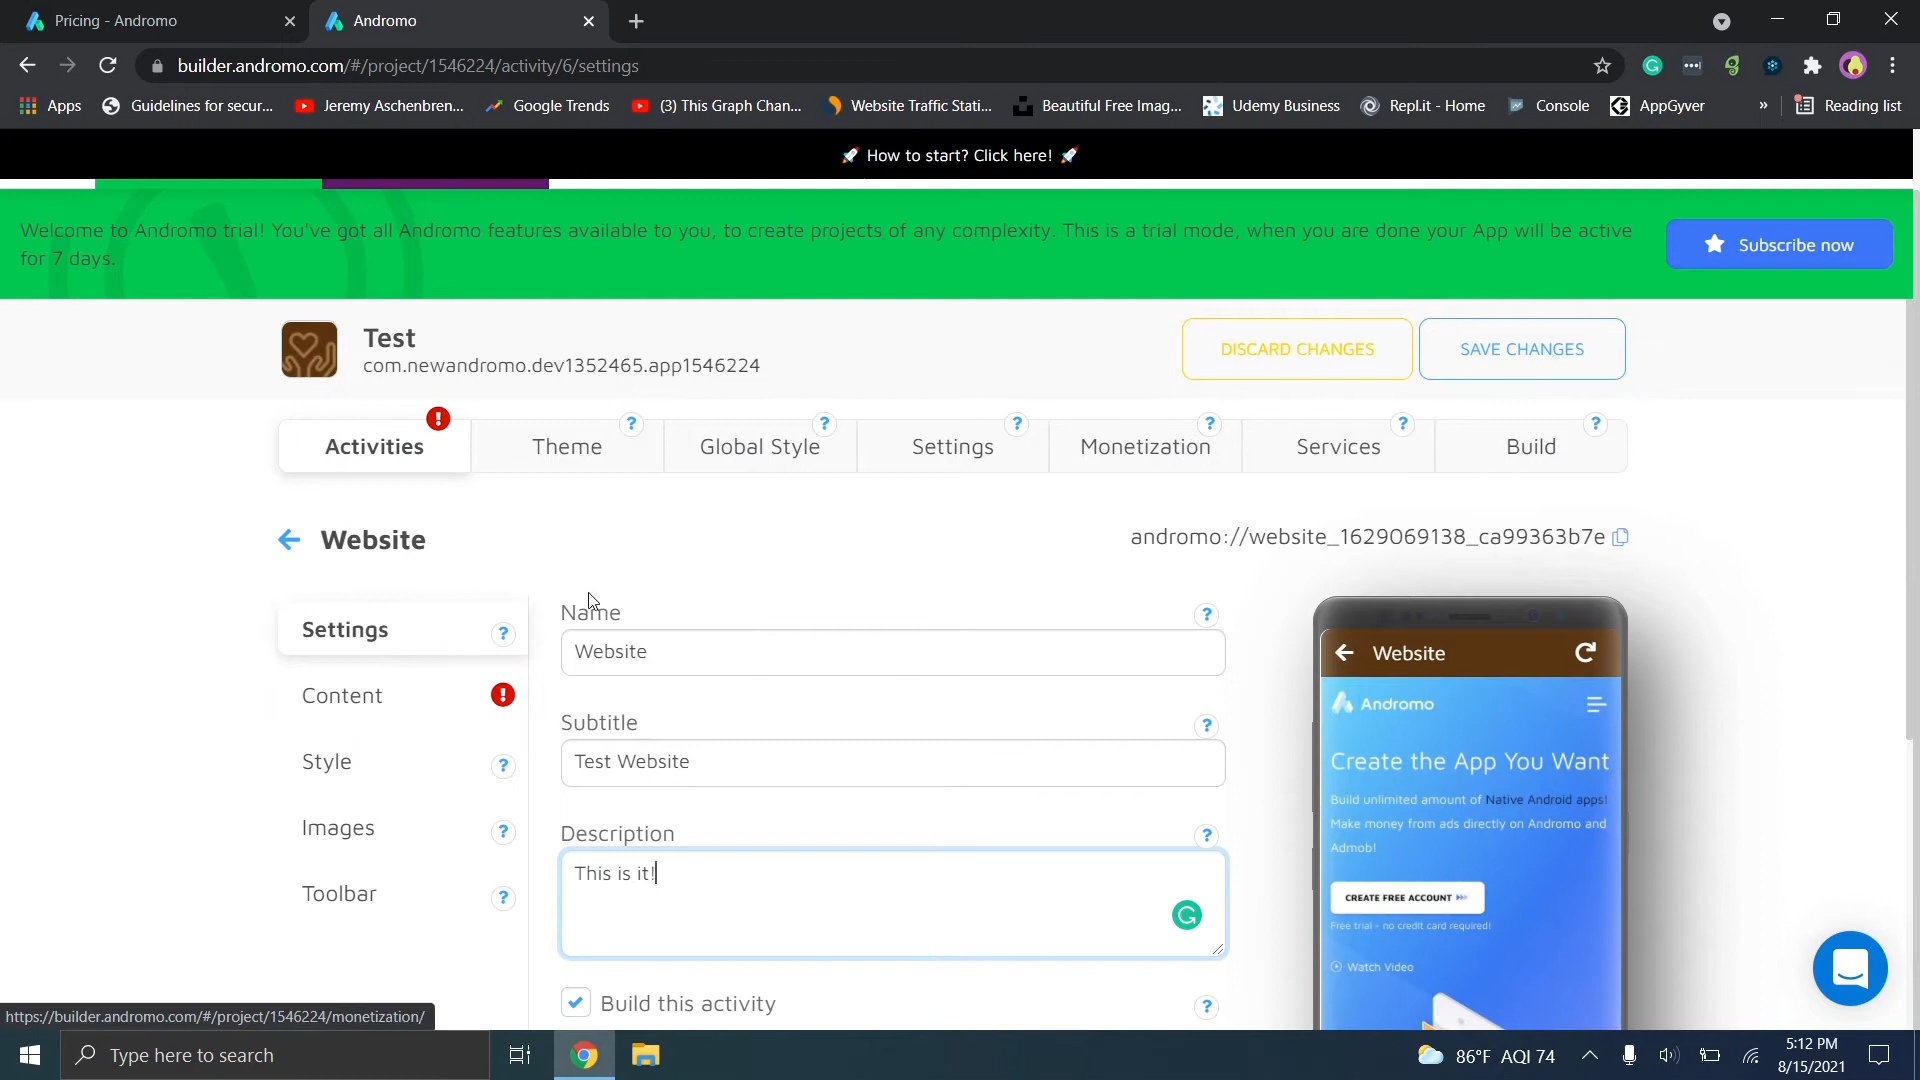 Pricing - Andromo
Andromo
builder.andromo.com/#/project/1546224/activity/6/settings
Apps
Guidelines for secur...
Jeremy Aschenbren...
Google Trends
(3) This Graph Chan...
Website Traffic Stati...
Beautiful Free Imag...
Udemy Business
Repl.it - Home
Console
AppGyver
»
Reading list
🚀 How to start? Click here! 🚀
Welcome to Andromo trial! You've got all Andromo features available to you, to create projects of any complexity. This is a trial mode, when you are done your App will be active
for 7 days.
Subscribe now
Test
com.newandromo.dev1352465.app1546224
DISCARD CHANGES
SAVE CHANGES
Activities
!
Theme
?
Global Style
?
Settings
?
Monetization
?
Services
?
Build
?
Website
andromo://website_1629069138_ca99363b7e
Settings
?
Content
!
Style
?
Images
?
Toolbar
?
Name
?
Website
Subtitle
?
Test Website
Description
?
This is it!
Build this activity
?
Website
Andromo
Create the App You Want
Build unlimited amount of Native Android apps!
Make money from ads directly on Andromo and
Admob!
CREATE FREE ACCOUNT
Free trial - no credit card required!
Watch Video
https://builder.andromo.com/#/project/1546224/monetization/
Type here to search
86°F AQI 74
5:12 PM
8/15/2021